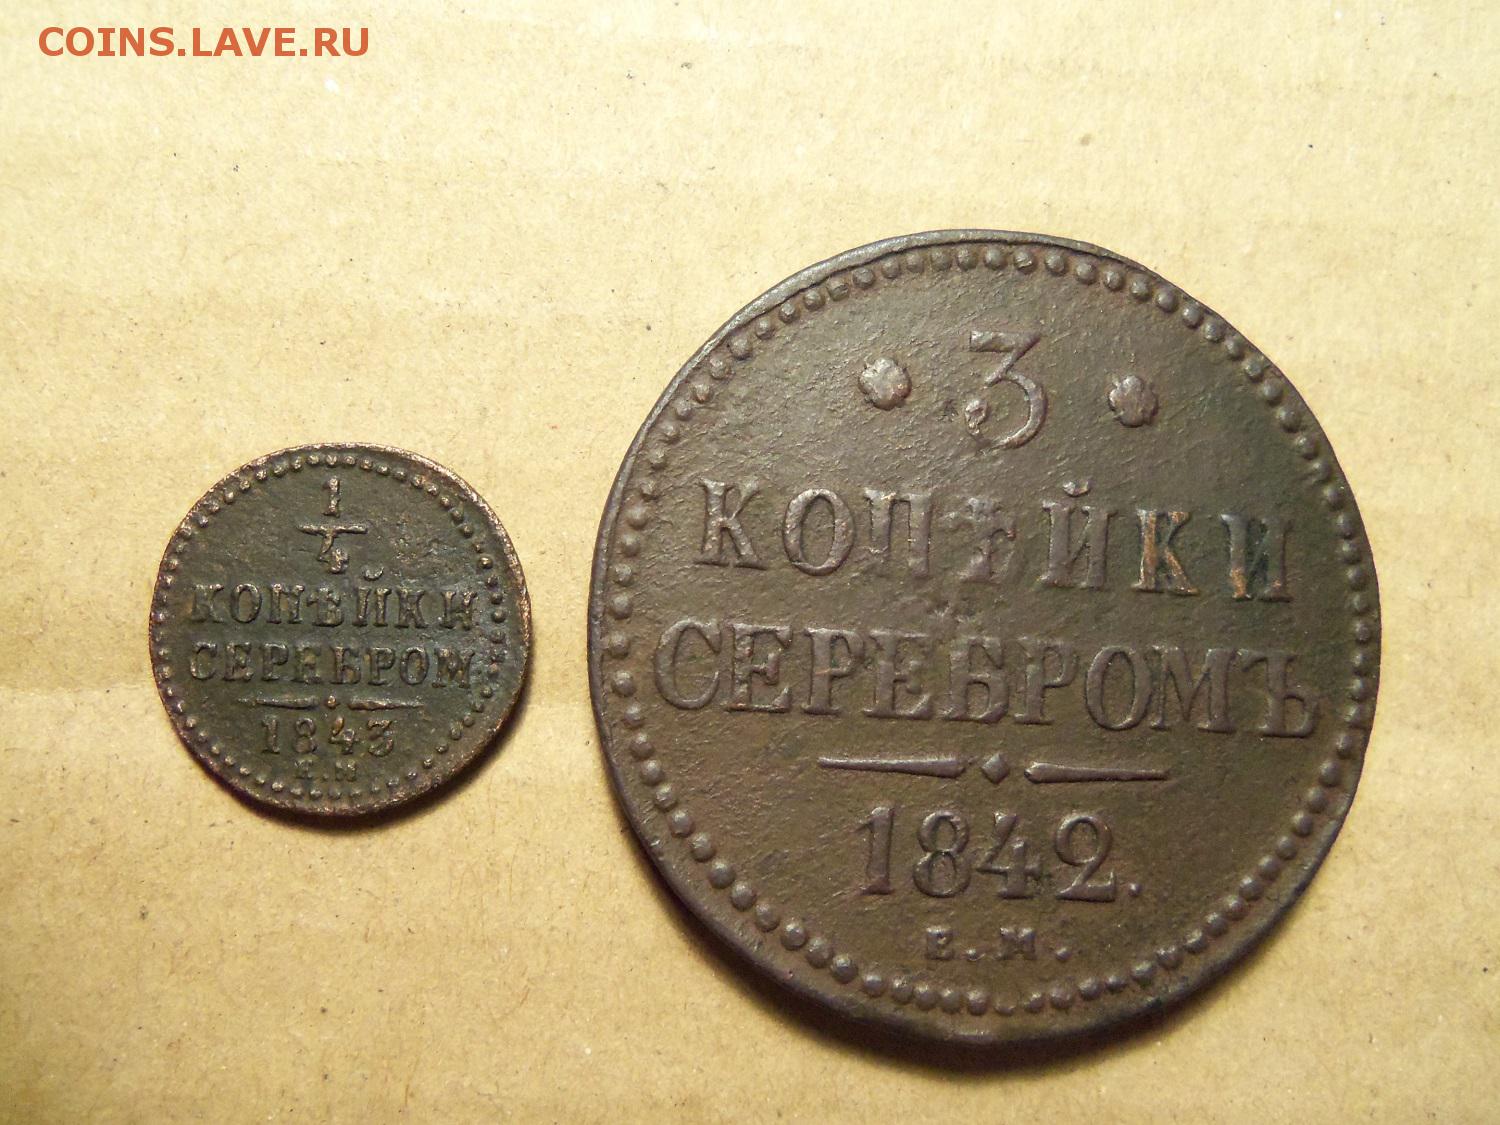 COINS.LAVE.RU
1
4
КОПѢЙКИ
СЕРЕБРОМ
1843
Е.М
3
КОПѢЙКИ
СЕРЕБРОМЪ
1842.
Е.М.